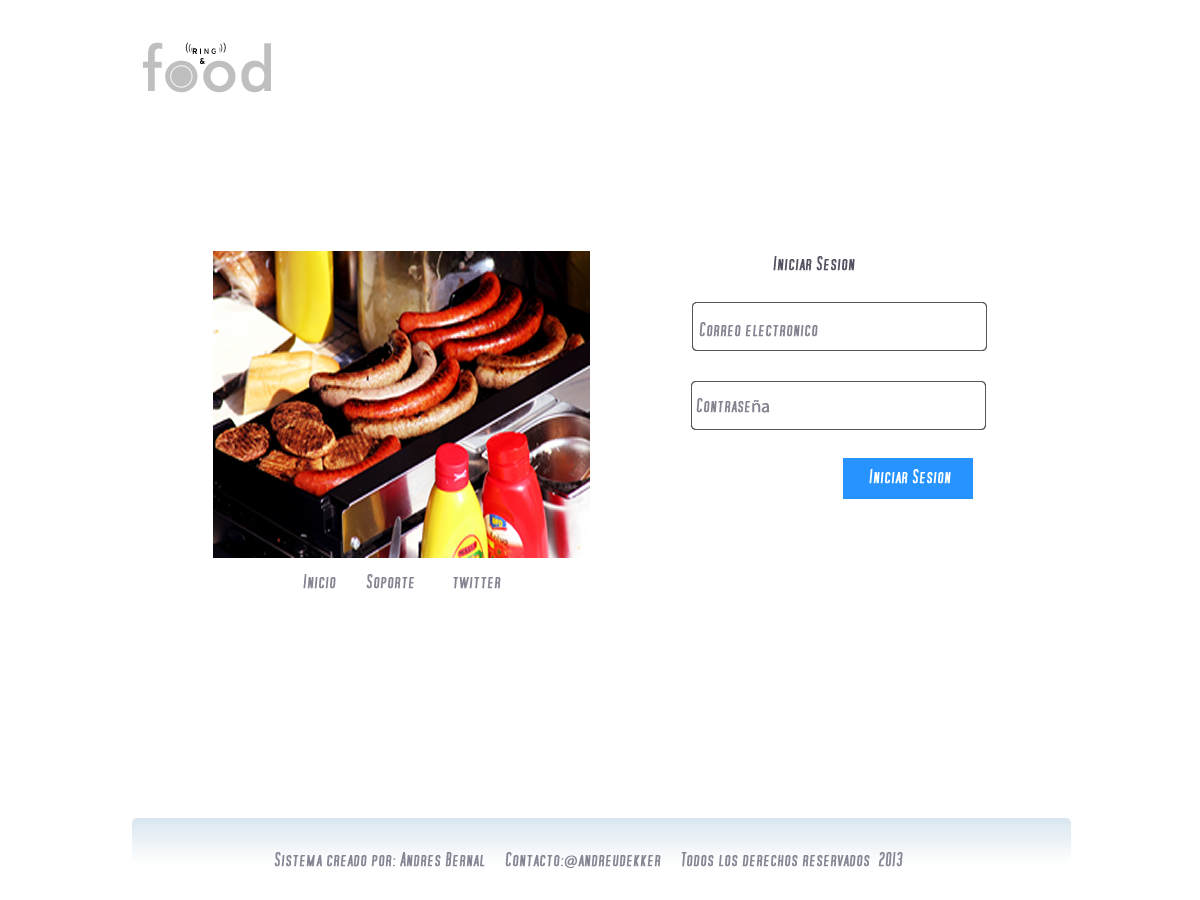 RING
&
food
Iniciar Sesion
Correo electronico
Contraseña
Iniciar Sesion
Inicio Soporte twitter
Sistema creado por: Andres Bernal Contacto:@andreudekker Todos los derechos reservados 2013